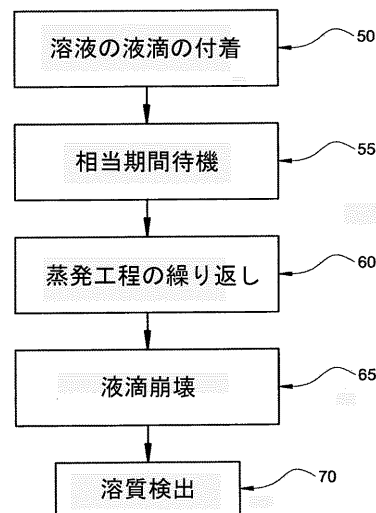 溶液の液滴の付着
50
相当期間待機
55
蒸発工程の繰り返し
60
液滴崩壊
65
溶質検出
70